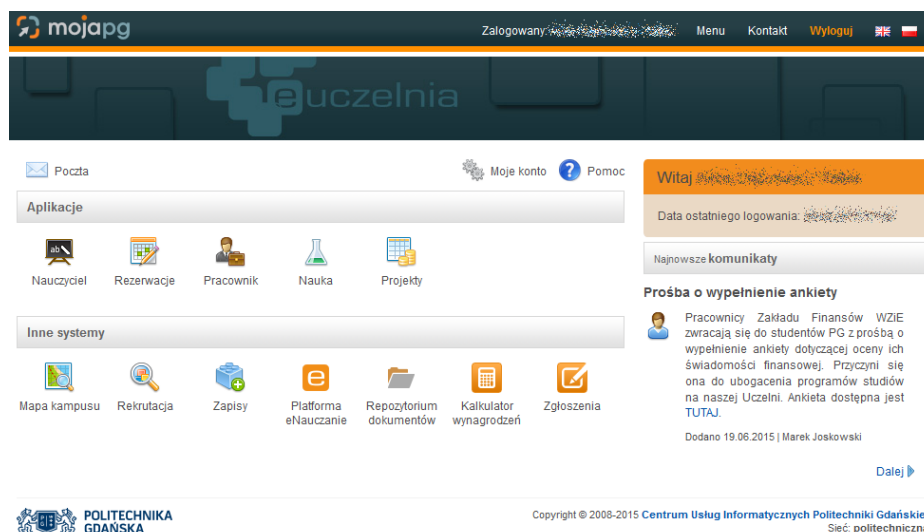 mojapg
Zalogowany: Menu Kontakt Wyloguj
euczelnia
Poczta Moje konto Pomoc
Aplikacje
Nauczyciel Rezerwacje Pracownik Nauka Projekty
Inne systemy
Mapa kampusu Rekrutacja Zapisy Platforma eNauczanie Repozytorium dokumentów Kalkulator wynagrodzeń Zgłoszenia
Witaj
Data ostatniego logowania:
Najnowsze komunikaty
Prośba o wypełnienie ankiety
Pracownicy Zakładu Finansów WZiE
zwracają się do studentów PG z prośbą o
wypełnienie ankiety dotyczącej oceny ich
świadomości finansowej. Przyczyni się
ona do ubogacenia programów studiów
na naszej Uczelni. Ankieta dostępna jest
TUTAJ.
Dodano 19.06.2015 | Marek Joskowski
Dalej
POLITECHNIKA
GDAŃSKA
Copyright © 2008-2015 Centrum Usług Informatycznych Politechniki Gdańskie
Sieć: politechniczn